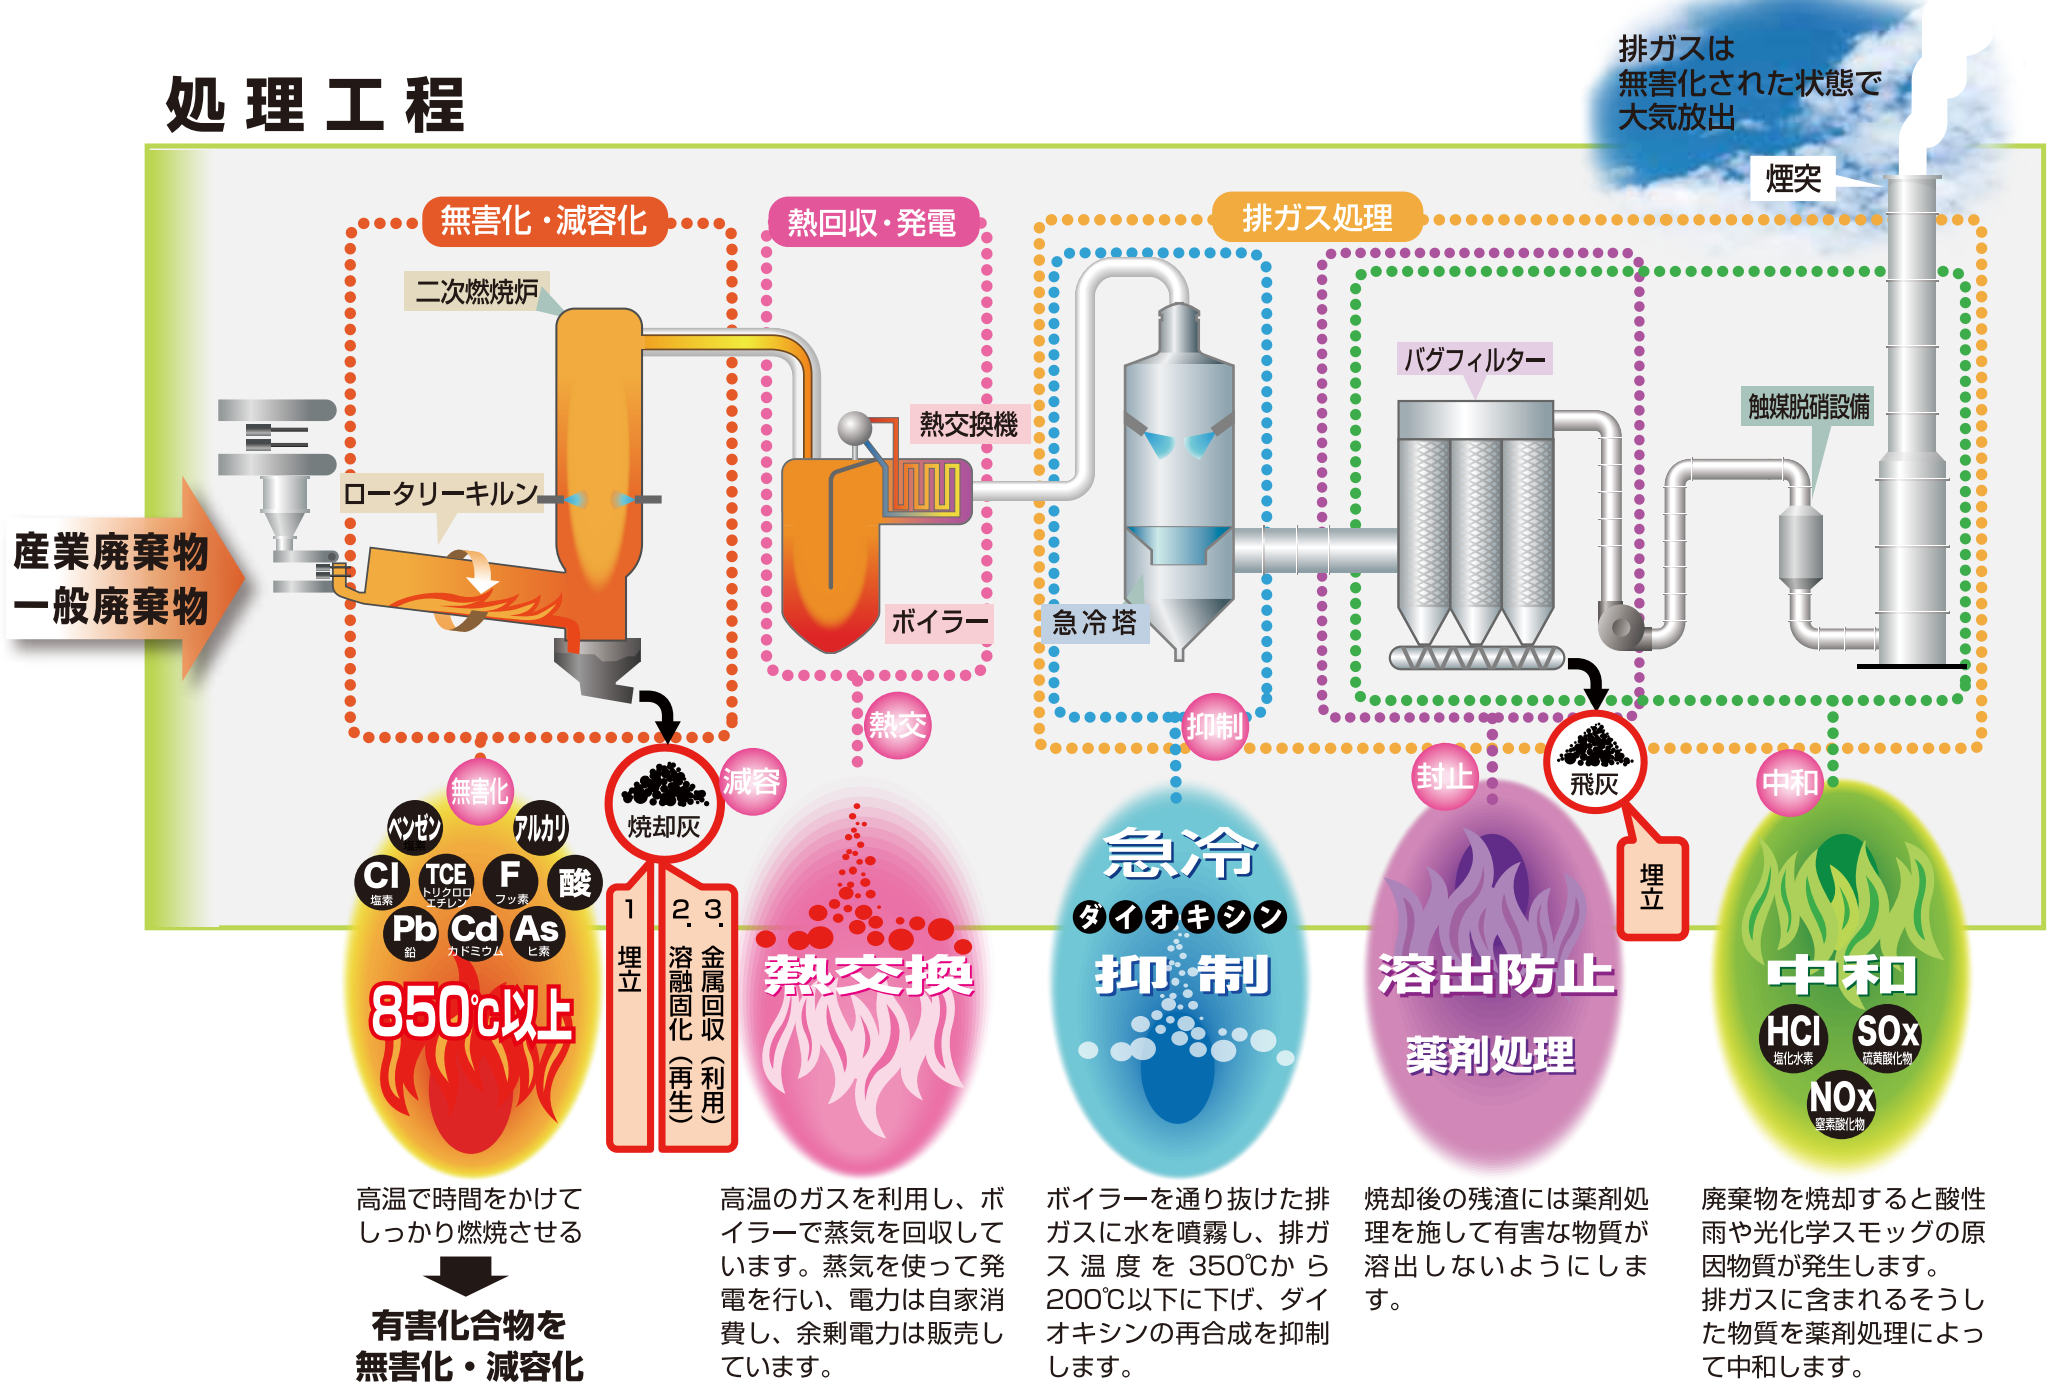 処理工程
排ガスは
無害化された状態で
大気放出
煙突
無害化・減容化
熱回収・発電
排ガス処理
二次燃焼炉
ロータリーキルン
産業廃棄物
一般廃棄物
熱交換機
ボイラー
急冷塔
バグフィルター
触媒脱硝設備
無害化
減容
熱交
抑制
封止
中和
焼却灰
飛灰
1 埋立
2. 溶融固化（再生）
3. 金属回収（利用）
埋立
ベンゼン
塩素
アルカリ
Cl
塩素
TCE
トリクロロ
エチレン
F
フッ素
酸
Pb
鉛
Cd
カドミウム
As
ヒ素
850℃以上
熱交換
急冷
ダイオキシン
抑制
溶出防止
薬剤処理
中和
HCl
塩化水素
SOx
硫黄酸化物
NOx
窒素酸化物
高温で時間をかけて
しっかり燃焼させる
有害化合物を
無害化・減容化
高温のガスを利用し、ボ
イラーで蒸気を回収して
います。蒸気を使って発
電を行い、電力は自家消
費し、余剰電力は販売し
ています。
ボイラーを通り抜けた排
ガスに水を噴霧し、排ガ
ス温度を350℃から
200℃以下に下げ、ダイ
オキシンの再合成を抑制
します。
焼却後の残渣には薬剤処
理を施して有害な物質が
溶出しないようにしま
す。
廃棄物を焼却すると酸性
雨や光化学スモッグの原
因物質が発生します。
排ガスに含まれるそうし
た物質を薬剤処理によっ
て中和します。